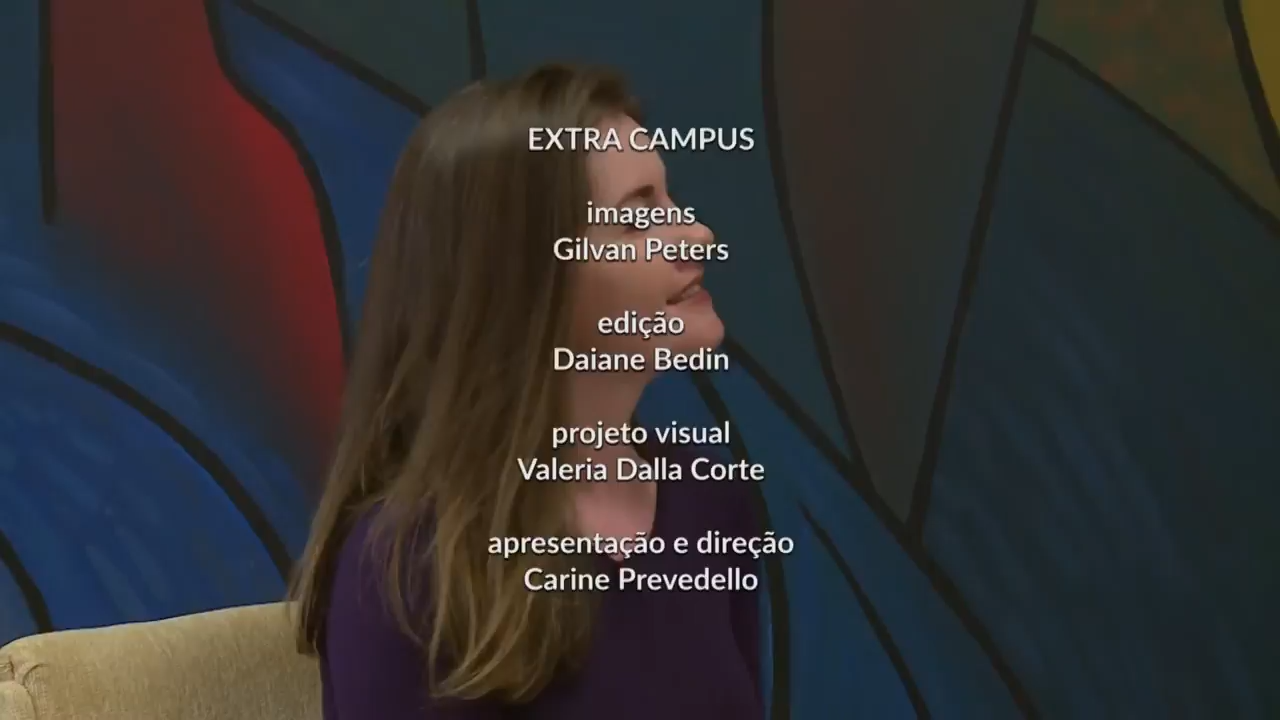 EXTRA CAMPUS
imagens
Gilvan Peters
edição
Daiane Bedin
projeto visual
Valeria Dalla Corte
apresentação e direção
Carine Prevedello